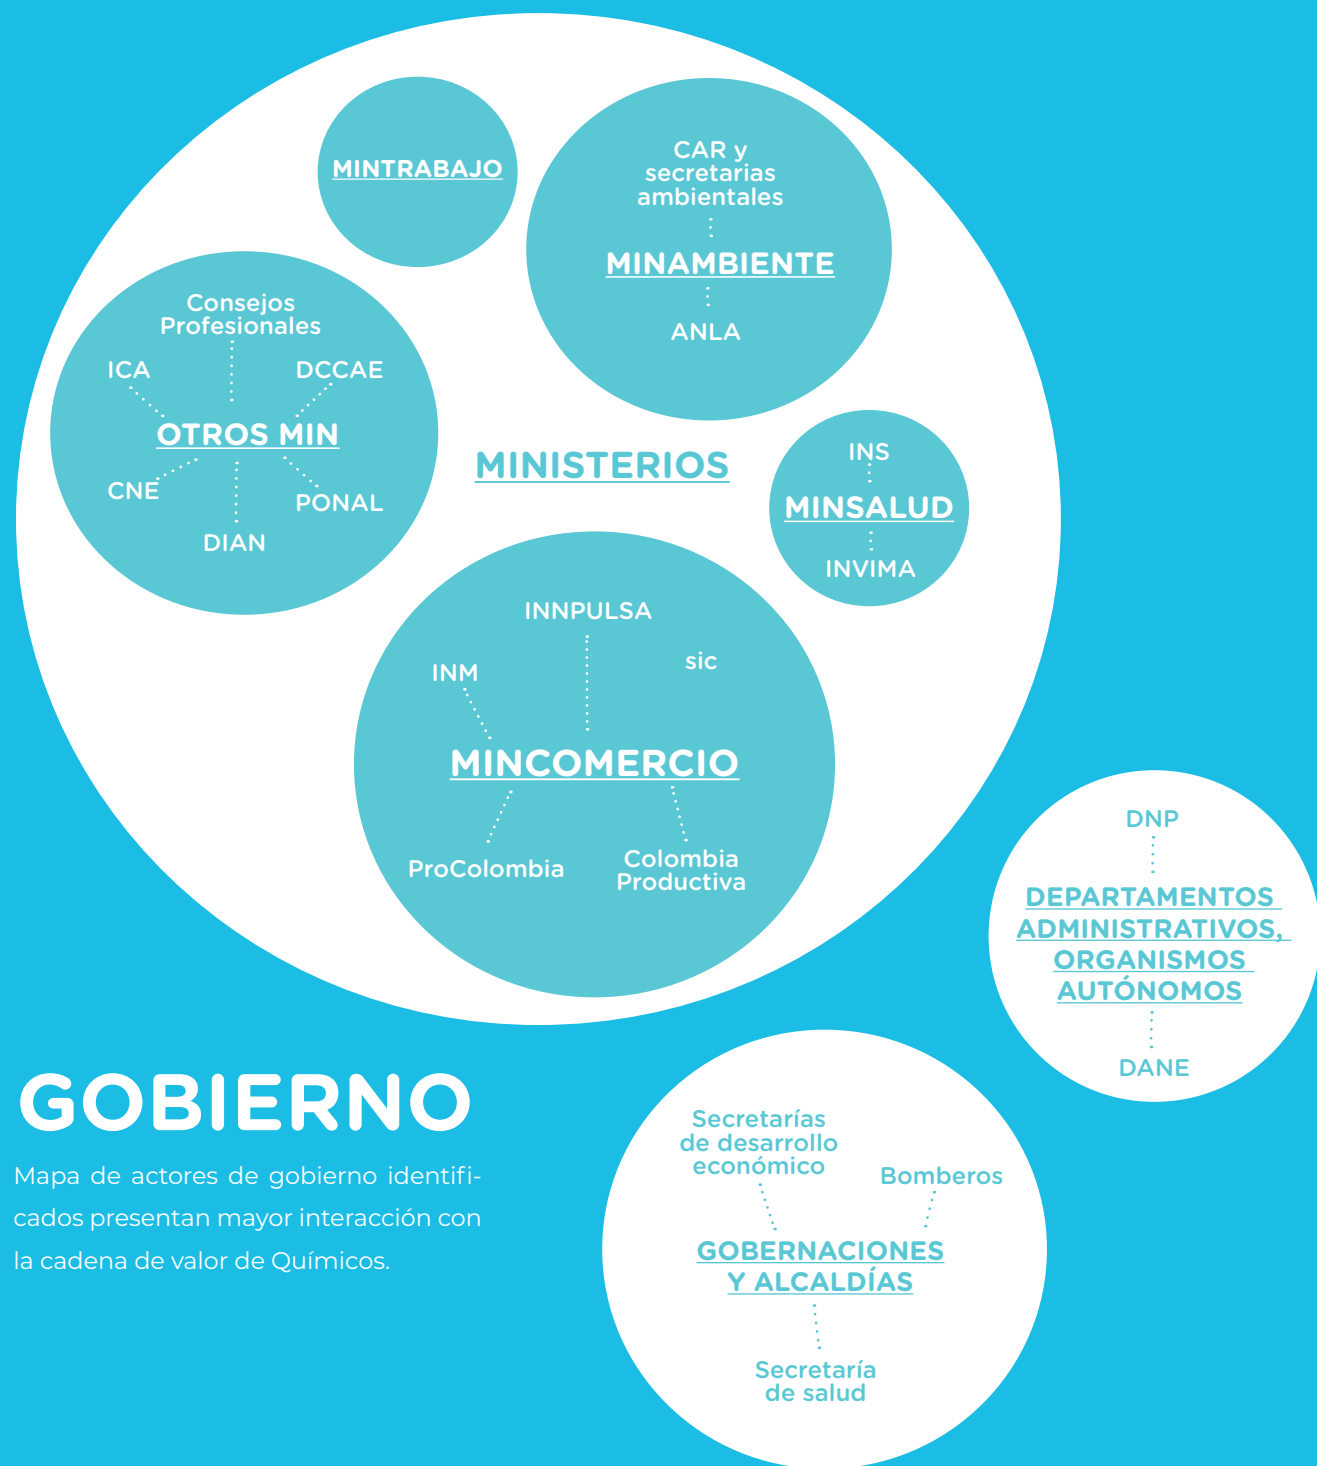 MINTRABAJO
CAR y
secretarias
ambientales
MINAMBIENTE
ANLA
Consejos
Profesionales
ICA
DCCAE
OTROS MIN
CNE
PONAL
DIAN
MINISTERIOS
INS
MINSALUD
INVIMA
INNPULSA
sic
INM
MINCOMERCIO
ProColombia
Colombia
Productiva
DNP
DEPARTAMENTOS
ADMINISTRATIVOS,
ORGANISMOS
AUTÓNOMOS
DANE
GOBIERNO
Mapa de actores de gobierno identifi-
cados presentan mayor interacción con
la cadena de valor de Químicos.
Secretarías
de desarrollo
económico
Bomberos
GOBERNACIONES
Y ALCALDÍAS
Secretaría
de salud